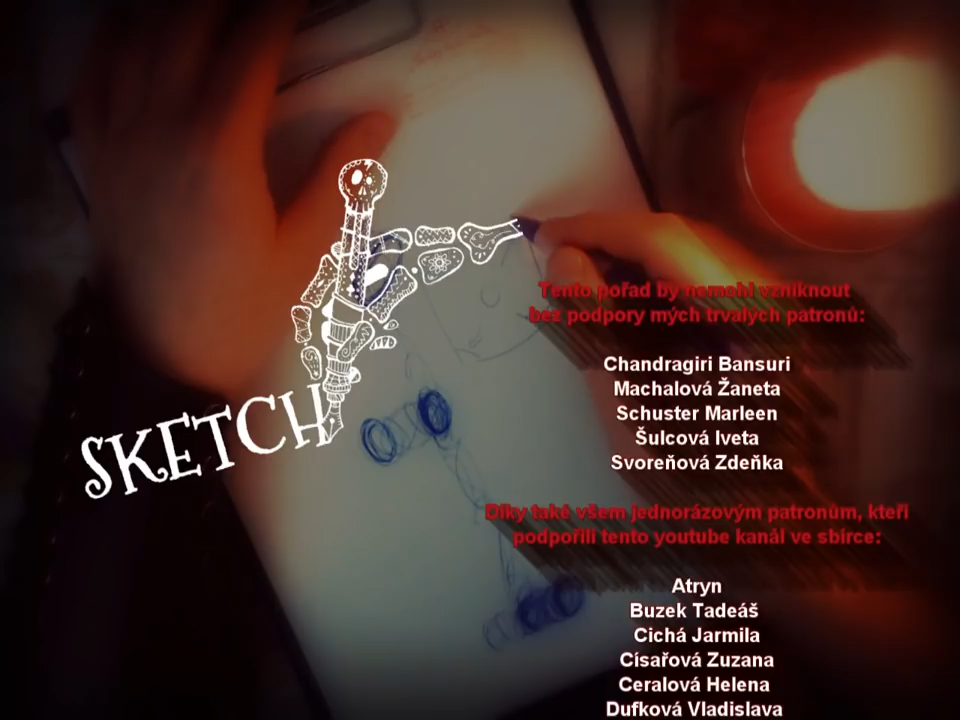 SKETCH
Tento pořad by nemohl vzniknout
bez podpory mých trvalých patronů:
Chandragiri Bansuri
Machalová Žaneta
Schuster Marleen
Šulcová Iveta
Svoreňová Zdeňka
Díky také všem jednorázovým patronům, kteří
podpořili tento youtube kanál ve sbírce:
Atryn
Buzek Tadeáš
Cichá Jarmila
Císařová Zuzana
Ceralová Helena
Dufková Vladislava